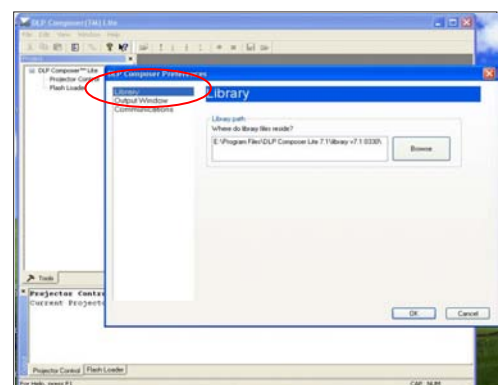 DLP Composer(TM) Lite
File Edit View Window Help
Project
DLP Composer™ Lite
Projector Control
Flash Loader
DLP Composer Preferences
Library
Output Window
Communications
Library
Library path
Where do library files reside?
E:\Program Files\DLP Composer Lite 7.1\library v7.1 0330\
Browse
Tools
Projector Contr
Current Project
OK Cancel
Projector Control Flash Loader
For Help, press F1
CAP NUM